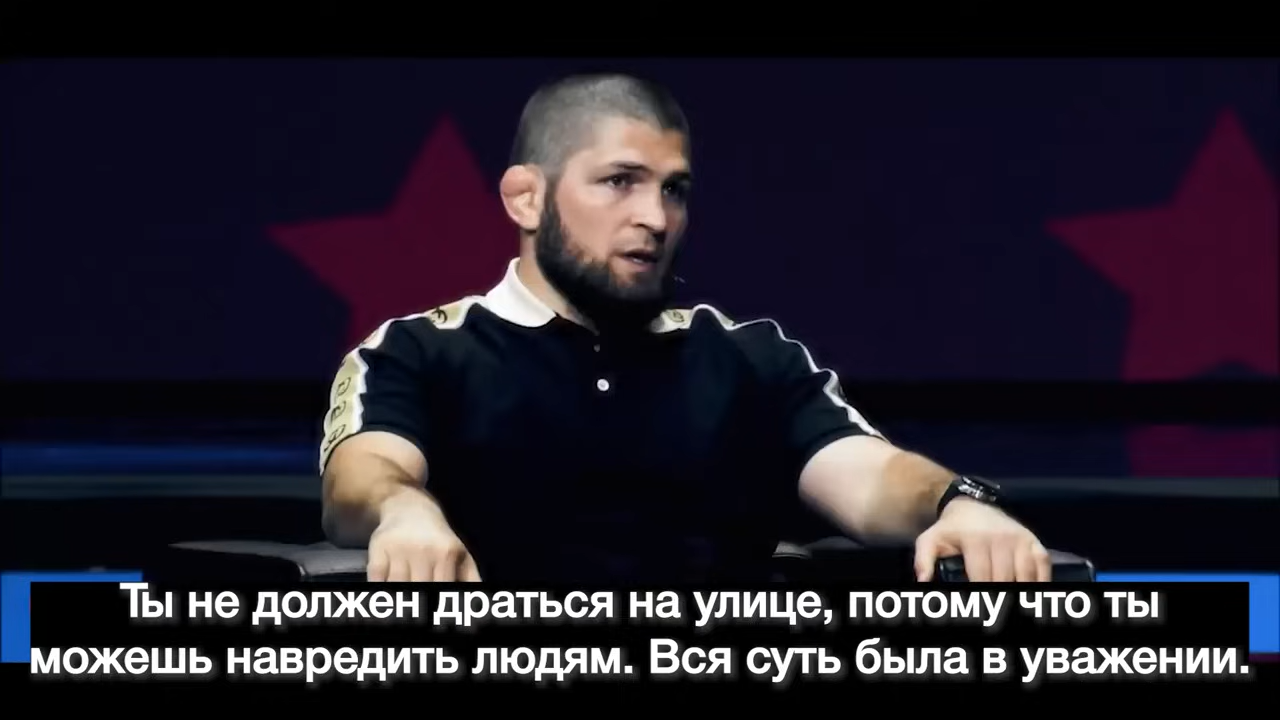 Ты не должен драться на улице, потому что ты
можешь навредить людям. Вся суть была в уважении.